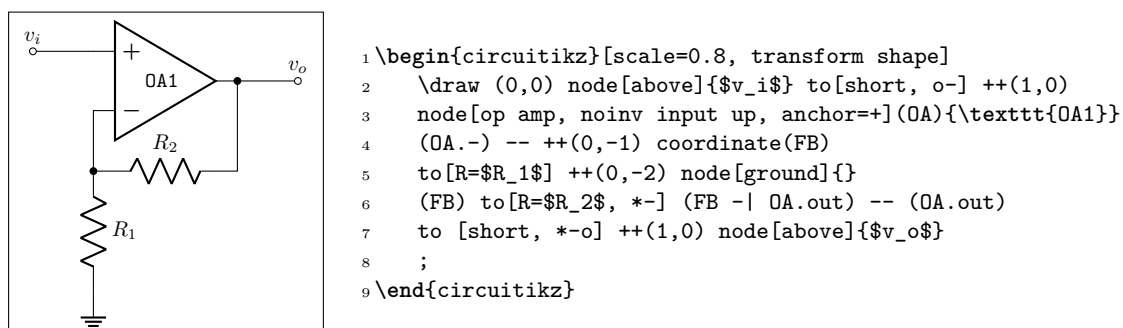 v_i
+
OA1
−
v_o
R_2
R_1
1 \begin{circuitikz}[scale=0.8, transform shape]
2     \draw (0,0) node[above]{$v_i$} to[short, o-] ++(1,0)
3     node[op amp, noinv input up, anchor=+](OA){\texttt{OA1}}
4     (OA.-) -- ++(0,-1) coordinate(FB)
5     to[R=$R_1$] ++(0,-2) node[ground]{}
6     (FB) to[R=$R_2$, *-] (FB -| OA.out) -- (OA.out)
7     to [short, *-o] ++(1,0) node[above]{$v_o$}
8     ;
9 \end{circuitikz}